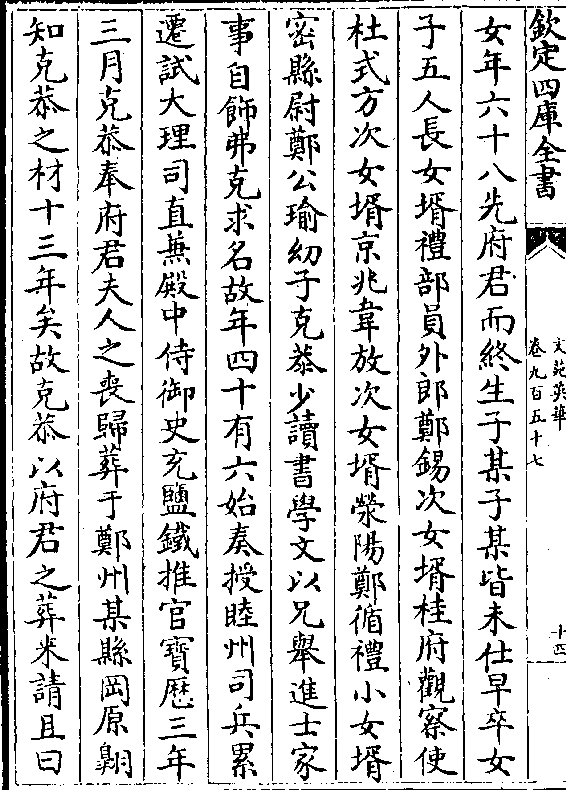 欽定四庫全書
文苑英華
卷九百五十七
十四
女年六十八先府君而終生子某子某皆未仕早卒女
子五人長女壻禮部員外郎鄭錫次女壻桂府觀察使
杜式方次女壻京兆韋放次女壻滎陽鄭循禮小女壻
密縣尉鄭公瑜幼子克恭少讀書學文以兄舉進士家
事自飾弗克求名故年四十有六始奏授睦州司兵累
遷試大理司直兼殿中侍御史充鹽鐵推官寶歷三年
三月克恭奉府君夫人之喪歸葬于鄭州某縣岡原翺
知克恭之材十三年矣故克恭以府君之葬来請且曰